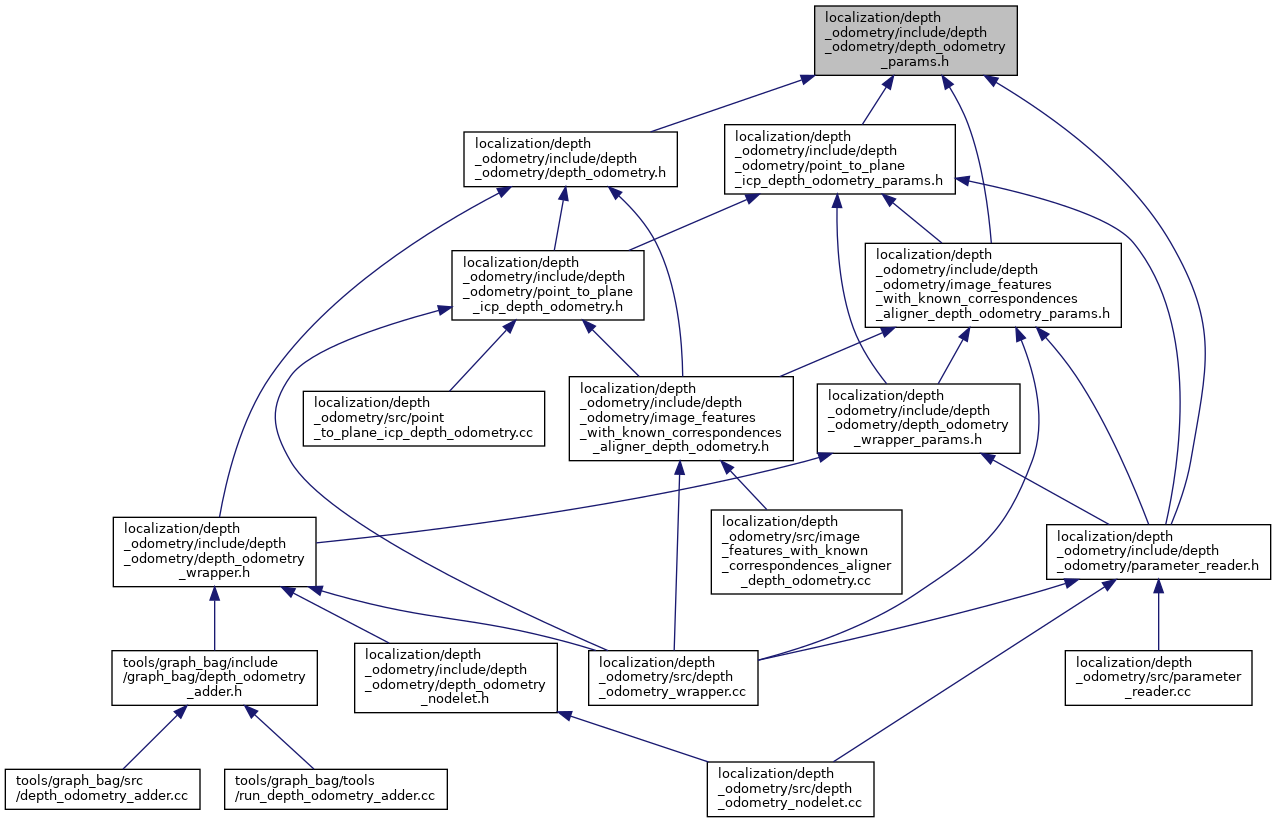 localization/depth
_odometry/include/depth
_odometry/depth_odometry
_params.h
localization/depth
_odometry/include/depth
_odometry/depth_odometry.h
localization/depth
_odometry/include/depth
_odometry/point_to_plane
_icp_depth_odometry_params.h
localization/depth
_odometry/include/depth
_odometry/point_to_plane
_icp_depth_odometry.h
localization/depth
_odometry/include/depth
_odometry/image_features
_with_known_correspondences
_aligner_depth_odometry_params.h
localization/depth
_odometry/src/point
_to_plane_icp_depth_odometry.cc
localization/depth
_odometry/include/depth
_odometry/image_features
_with_known_correspondences
_aligner_depth_odometry.h
localization/depth
_odometry/include/depth
_odometry/depth_odometry
_wrapper_params.h
localization/depth
_odometry/include/depth
_odometry/depth_odometry
_wrapper.h
localization/depth
_odometry/src/image
_features_with_known
_correspondences_aligner
_depth_odometry.cc
localization/depth
_odometry/include/depth
_odometry/parameter_reader.h
tools/graph_bag/include
/graph_bag/depth_odometry
_adder.h
localization/depth
_odometry/include/depth
_odometry/depth_odometry
_nodelet.h
localization/depth
_odometry/src/depth
_odometry_wrapper.cc
localization/depth
_odometry/src/parameter
_reader.cc
tools/graph_bag/src
/depth_odometry_adder.cc
tools/graph_bag/tools
/run_depth_odometry_adder.cc
localization/depth
_odometry/src/depth
_odometry_nodelet.cc